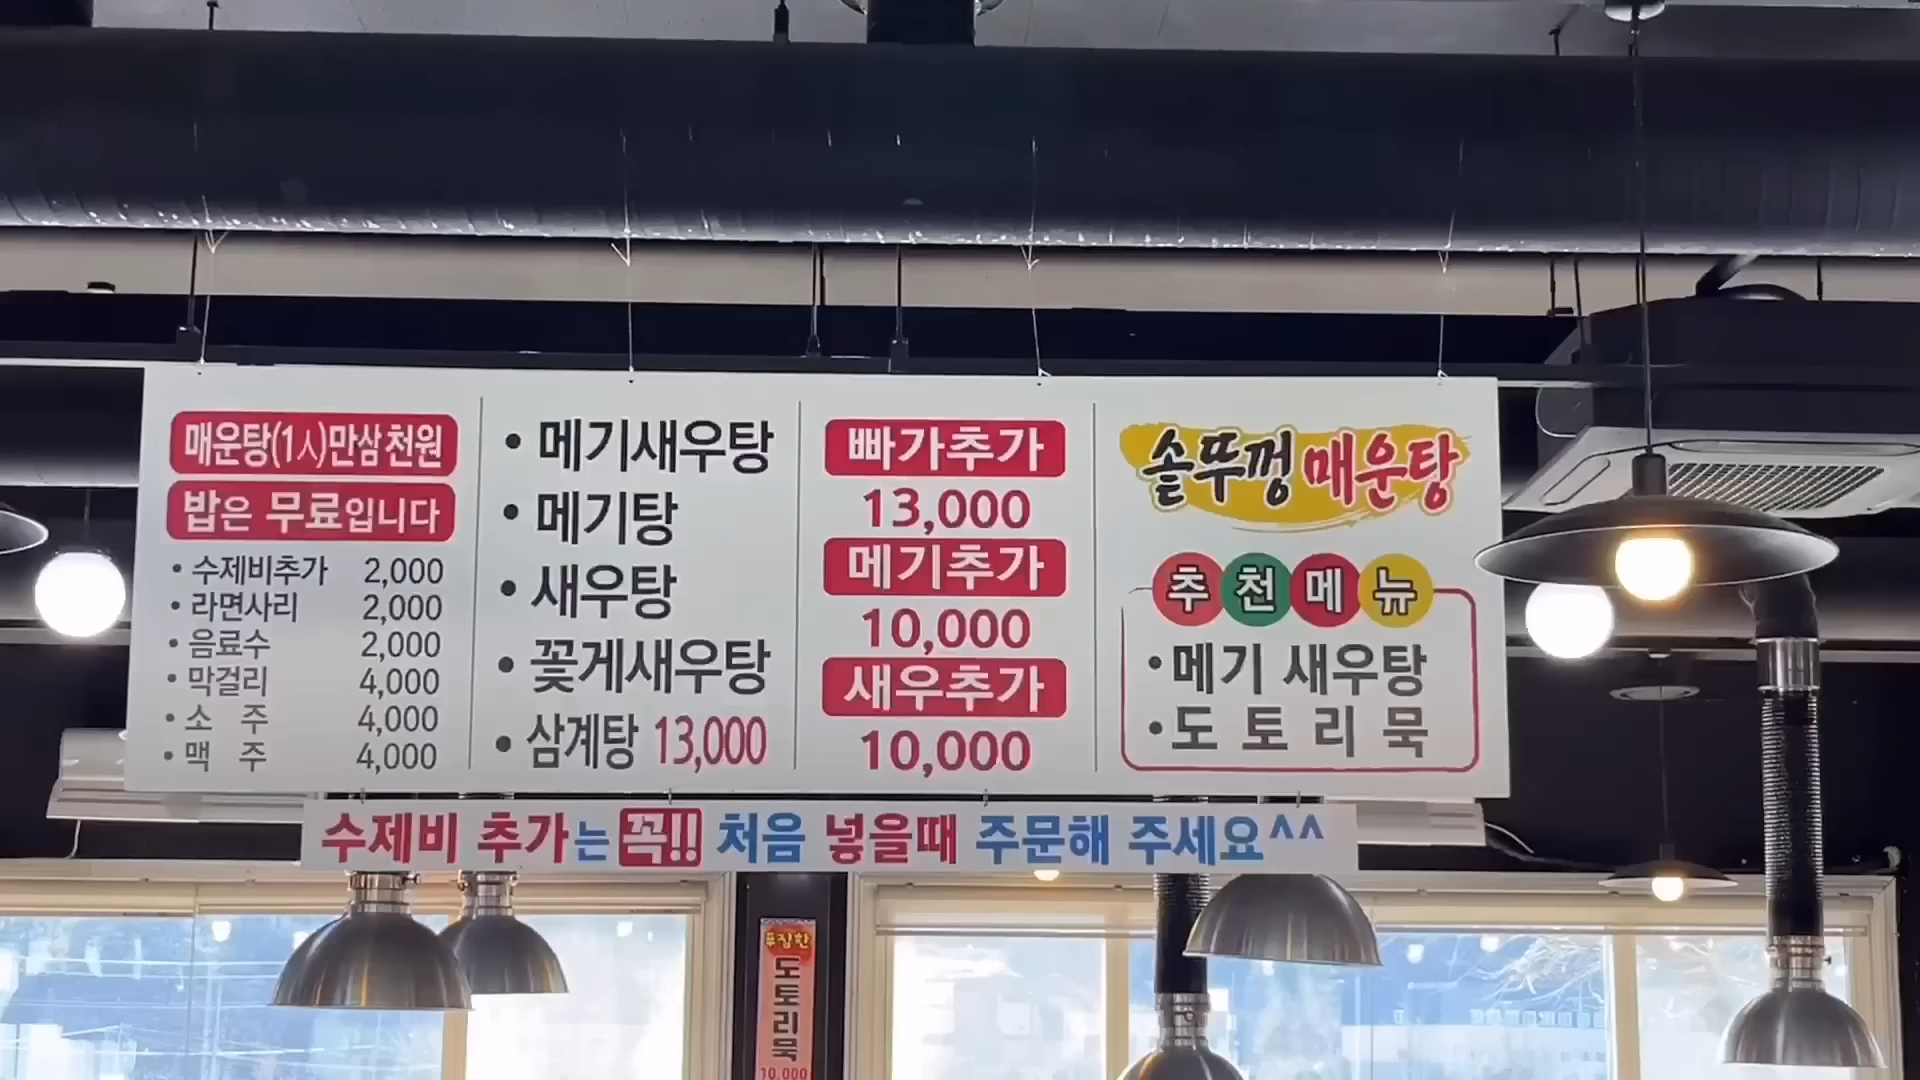 매운탕(1人)만삼천원
밥은 무료입니다
• 수제비추가 2,000
• 라면사리 2,000
• 음료수 2,000
• 막걸리 4,000
• 소 주 4,000
• 맥 주 4,000
• 메기새우탕
• 메기탕
• 새우탕
• 꽃게새우탕
• 삼계탕 13,000
빠가추가
13,000
메기추가
10,000
새우추가
10,000
솥뚜껑 매운탕
추천메뉴
• 메기 새우탕
• 도토리묵
수제비 추가는 꼭!! 처음 넣을때 주문해 주세요^^
푸짐한
도토리묵
10,000